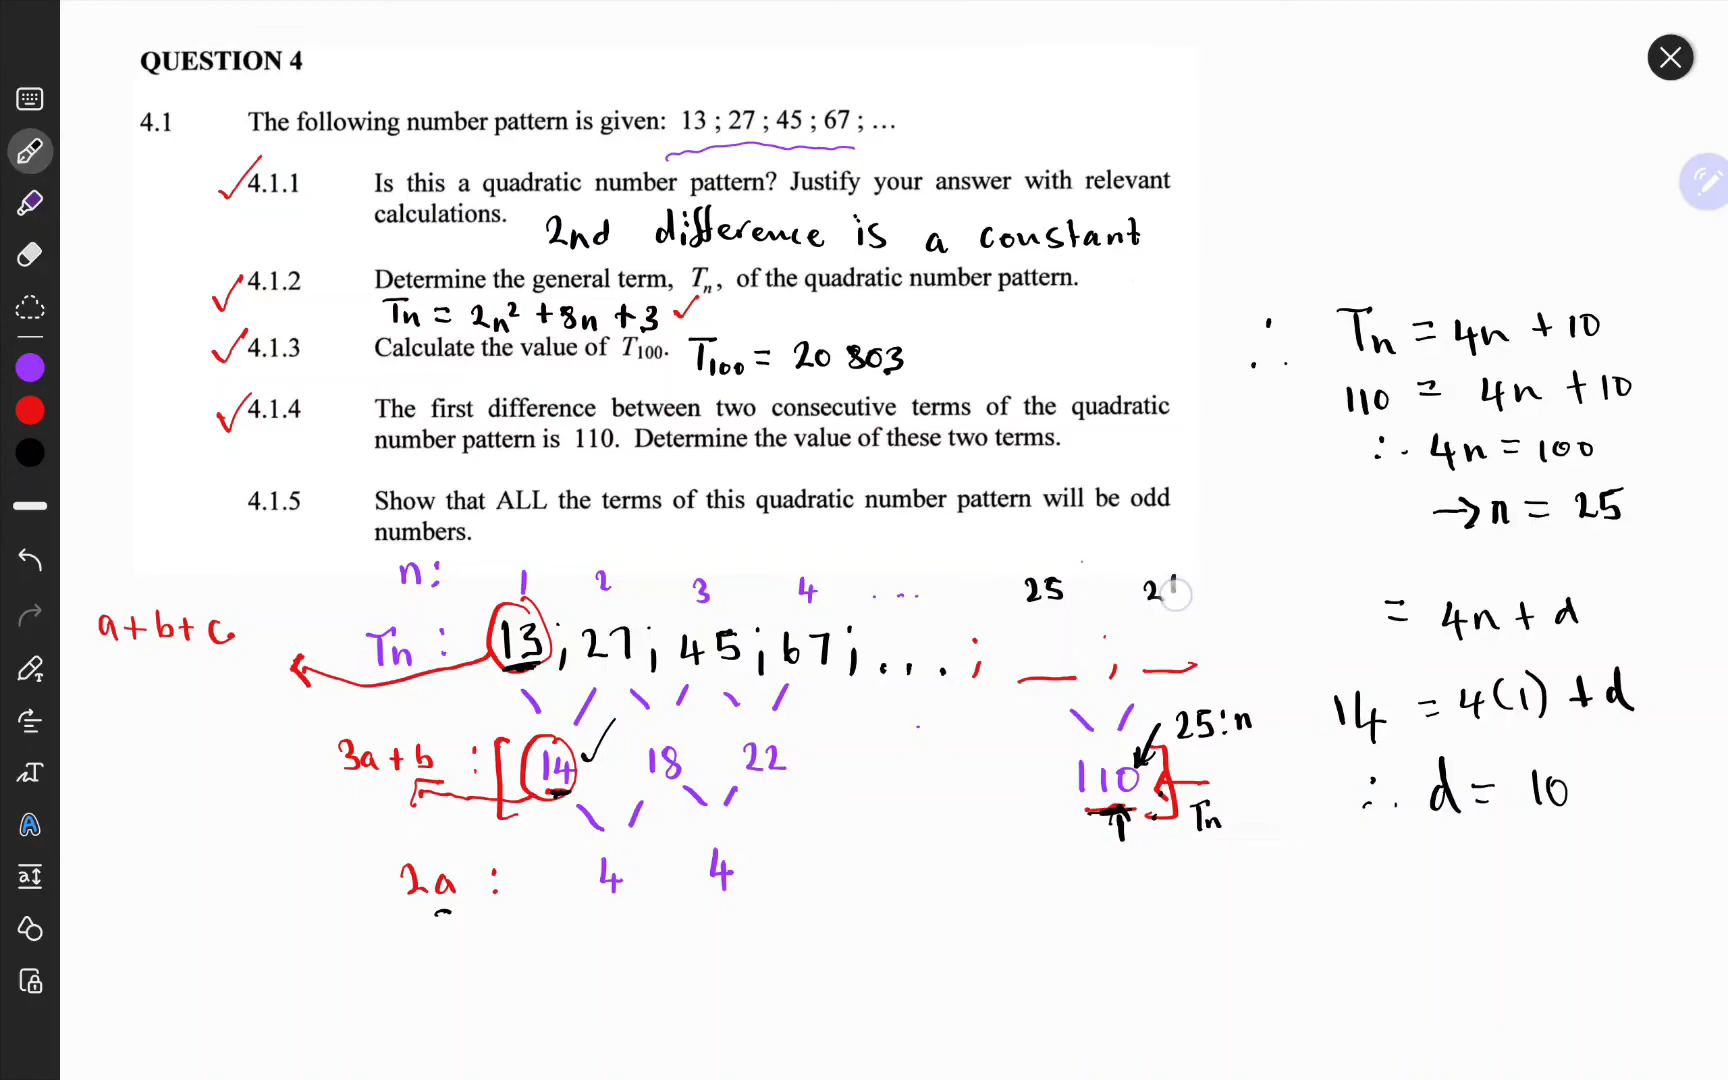 QUESTION 4
4.1 The following number pattern is given: 13 ; 27 ; 45 ; 67 ; …
4.1.1 Is this a quadratic number pattern? Justify your answer with relevant
calculations. 2nd difference is a constant
4.1.2 Determine the general term, Tₙ, of the quadratic number pattern.
Tn = 2n² + 8n + 3 ✓
4.1.3 Calculate the value of T₁₀₀. T₁₀₀ = 20 803
4.1.4 The first difference between two consecutive terms of the quadratic
number pattern is 110. Determine the value of these two terms.
4.1.5 Show that ALL the terms of this quadratic number pattern will be odd
numbers.
n: 1 2 3 4 ... 25 2
a+b+c
Tn : 13 ; 27 ; 45 ; 67 ; . . . ; __ ; __
3a+b : [ 14 ✓ 18 22 110
25:n
Tn
2a : 4 4
∴ Tn = 4n + 10
110 = 4n + 10
∴ 4n = 100
→ n = 25
= 4n + d
14 = 4(1) + d
∴ d = 10